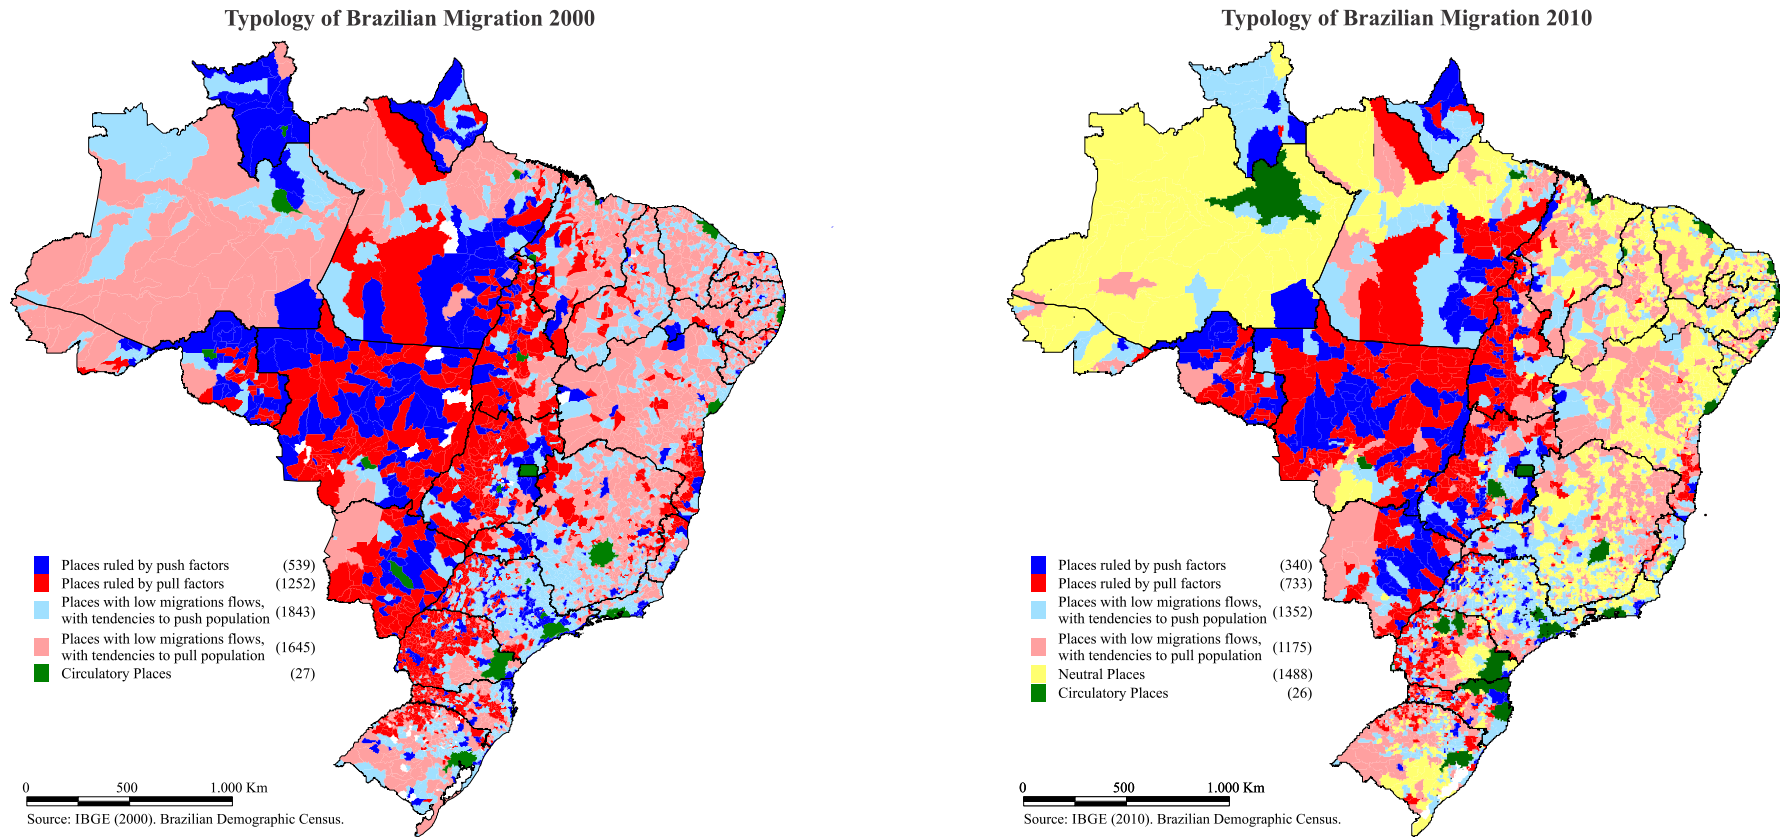 Typology of Brazilian Migration 2000
Places ruled by push factors (539)
Places ruled by pull factors (1252)
Places with low migrations flows,
with tendencies to push population (1843)
Places with low migrations flows,
with tendencies to pull population (1645)
Circulatory Places (27)
0 500 1.000 Km
Source: IBGE (2000). Brazilian Demographic Census.
Typology of Brazilian Migration 2010
Places ruled by push factors (340)
Places ruled by pull factors (733)
Places with low migrations flows,
with tendencies to push population (1352)
Places with low migrations flows,
with tendencies to pull population (1175)
Neutral Places (1488)
Circulatory Places (26)
0 500 1.000 Km
Source: IBGE (2010). Brazilian Demographic Census.